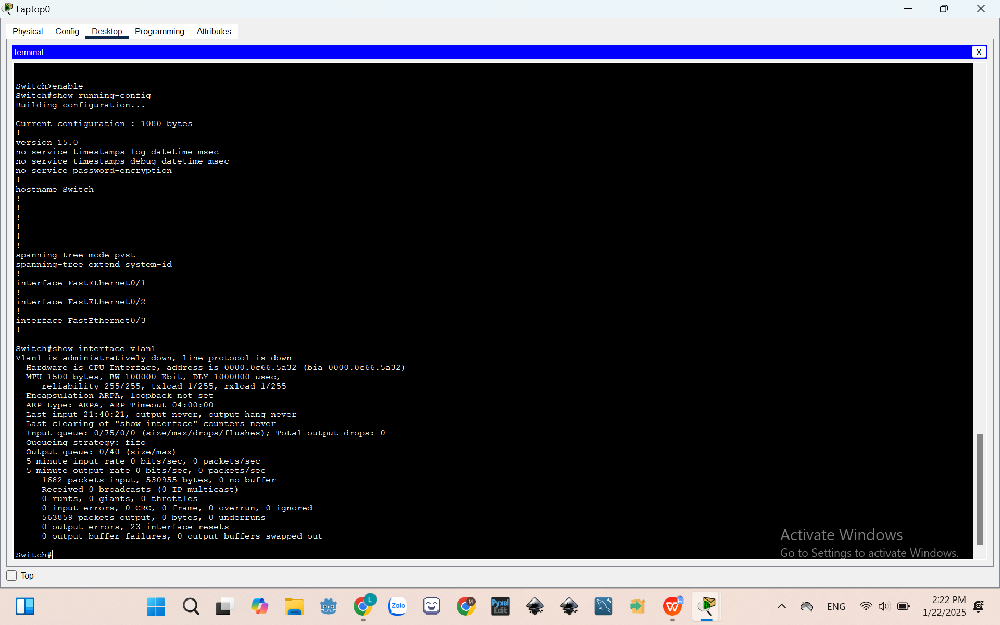 Laptop0
Physical Config Desktop Programming Attributes
Terminal
X
Switch>enable
Switch#show running-config
Building configuration...
Current configuration : 1080 bytes
!
version 15.0
no service timestamps log datetime msec
no service timestamps debug datetime msec
no service password-encryption
!
hostname Switch
!
!
!
!
!
!
spanning-tree mode pvst
spanning-tree extend system-id
!
interface FastEthernet0/1
!
interface FastEthernet0/2
!
interface FastEthernet0/3
!
Switch#show interface vlan1
Vlan1 is administratively down, line protocol is down
Hardware is CPU Interface, address is 0000.0c66.5a32 (bia 0000.0c66.5a32)
MTU 1500 bytes, BW 100000 Kbit, DLY 1000000 usec,
reliability 255/255, txload 1/255, rxload 1/255
Encapsulation ARPA, loopback not set
ARP type: ARPA, ARP Timeout 04:00:00
Last input 21:40:21, output never, output hang never
Last clearing of "show interface" counters never
Input queue: 0/75/0/0 (size/max/drops/flushes); Total output drops: 0
Queueing strategy: fifo
Output queue: 0/40 (size/max)
5 minute input rate 0 bits/sec, 0 packets/sec
5 minute output rate 0 bits/sec, 0 packets/sec
1682 packets input, 530955 bytes, 0 no buffer
Received 0 broadcasts (0 IP multicast)
0 runts, 0 giants, 0 throttles
0 input errors, 0 CRC, 0 frame, 0 overrun, 0 ignored
563859 packets output, 0 bytes, 0 underruns
0 output errors, 23 interface resets
0 output buffer failures, 0 output buffers swapped out
Switch#
Activate Windows
Go to Settings to activate Windows.
Top
L
Zalo
M
Pyxel
Edit
W
W
ENG
2:22 PM
1/22/2025